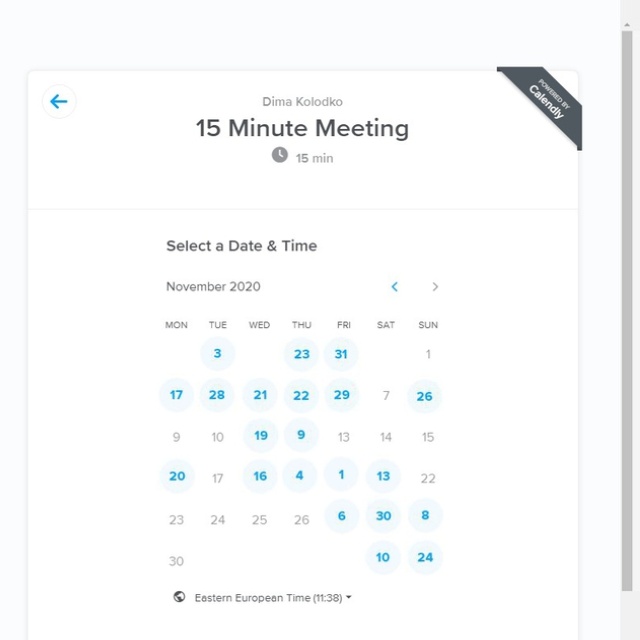 POWERED BY
Calendly
Dima Kolodko
15 Minute Meeting
15 min
Select a Date & Time
November 2020
MON TUE WED THU FRI SAT SUN
3 23 31 1
17 28 21 22 29 7 26
9 10 19 9 13 14 15
20 17 16 4 1 13 22
23 24 25 26 6 30 8
30 10 24
Eastern European Time (11:38)